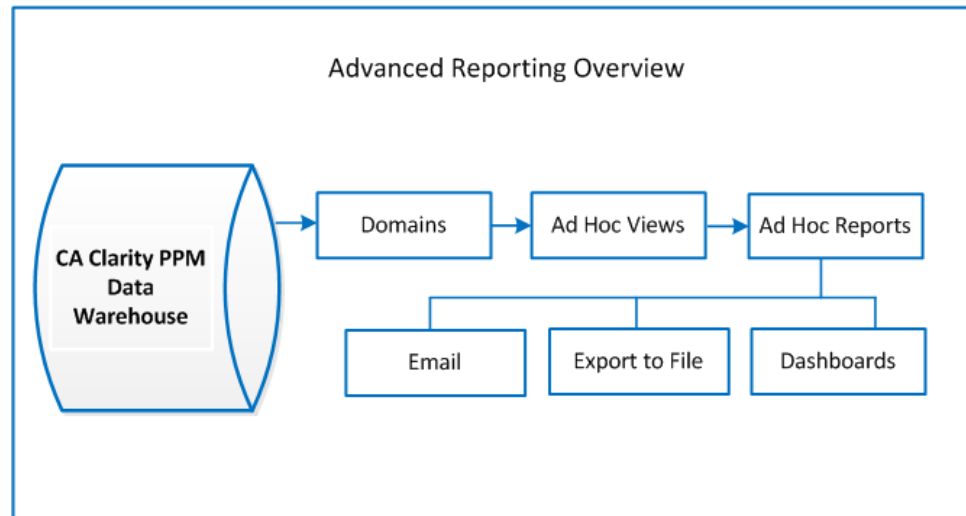 Advanced Reporting Overview
CA Clarity PPM
Data
Warehouse
Domains
Ad Hoc Views
Ad Hoc Reports
Email
Export to File
Dashboards